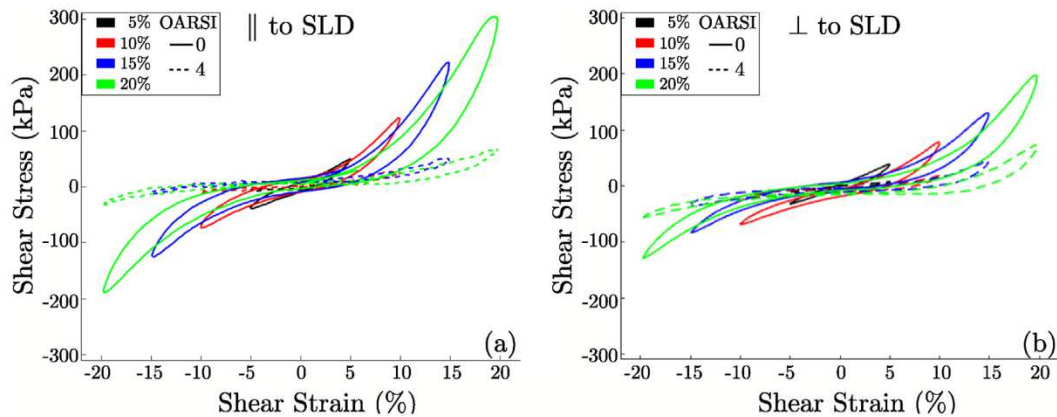 300
200
100
0
-100
-200
-300
Shear Stress (kPa)
5% OARSI
10% 0
15% 4
20%
∥ to SLD
(a)
-20 -15 -10 -5 0 5 10 15 20
Shear Strain (%)
300
200
100
0
-100
-200
-300
Shear Stress (kPa)
5% OARSI
10% 0
15% 4
20%
⊥ to SLD
(b)
-20 -15 -10 -5 0 5 10 15 20
Shear Strain (%)